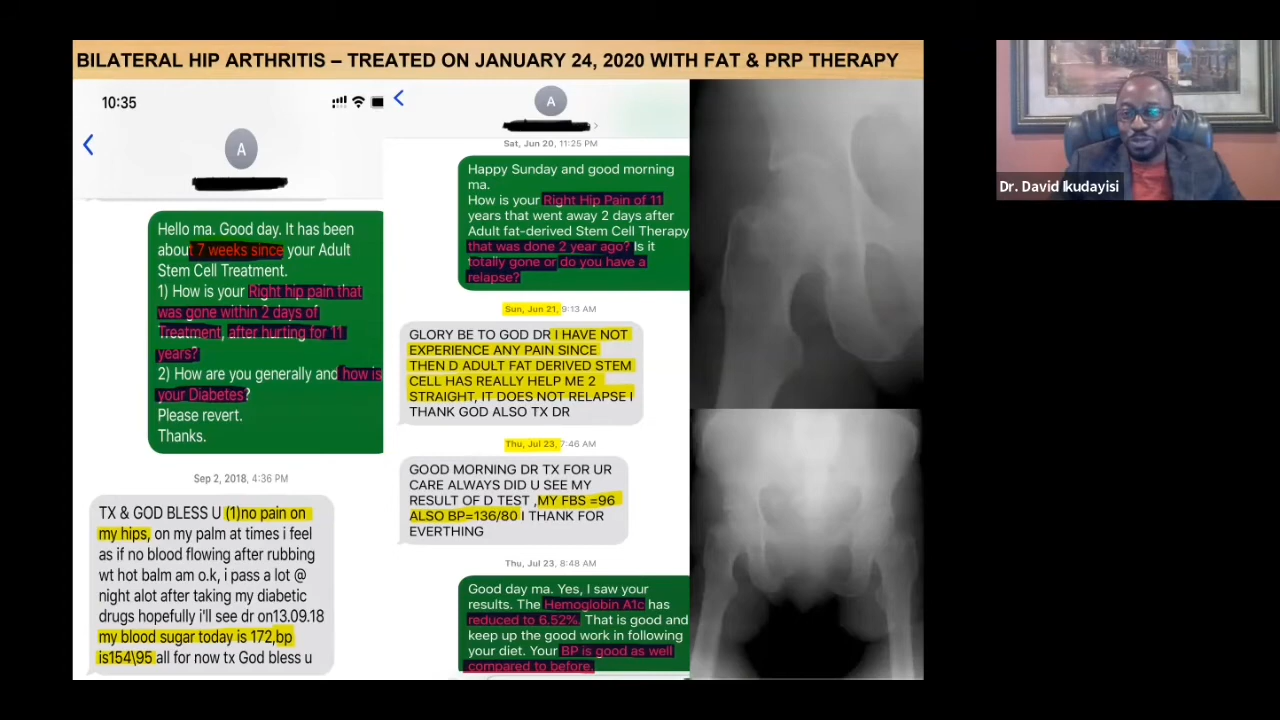 BILATERAL HIP ARTHRITIS – TREATED ON JANUARY 24, 2020 WITH FAT & PRP THERAPY
10:35
A
Hello ma. Good day. It has been
about 7 weeks since your Adult
Stem Cell Treatment.
1) How is your Right hip pain that
was gone within 2 days of
Treatment, after hurting for 11
years?
2) How are you generally and how is
your Diabetes?
Please revert.
Thanks.
Sep 2, 2018, 4:36 PM
TX & GOD BLESS U (1)no pain on
my hips, on my palm at times i feel
as if no blood flowing after rubbing
wt hot balm am o.k, i pass a lot @
night alot after taking my diabetic
drugs hopefully i'll see dr on13.09.18
my blood sugar today is 172,bp
is154\95 all for now tx God bless u
A
Sat, Jun 20, 11:25 PM
Happy Sunday and good morning
ma.
How is your Right Hip Pain of 11
years that went away 2 days after
Adult fat-derived Stem Cell Therapy
that was done 2 year ago? Is it
totally gone or do you have a
relapse?
Sun, Jun 21, 9:13 AM
GLORY BE TO GOD DR I HAVE NOT
EXPERIENCE ANY PAIN SINCE
THEN D ADULT FAT DERIVED STEM
CELL HAS REALLY HELP ME 2
STRAIGHT, IT DOES NOT RELAPSE I
THANK GOD ALSO TX DR
Thu, Jul 23, 7:46 AM
GOOD MORNING DR TX FOR UR
CARE ALWAYS DID U SEE MY
RESULT OF D TEST ,MY FBS =96
ALSO BP=136/80 I THANK FOR
EVERTHING
Thu, Jul 23, 8:48 AM
Good day ma. Yes, I saw your
results. The Hemoglobin A1c has
reduced to 6.52%. That is good and
keep up the good work in following
your diet. Your BP is good as well
compared to before.
Dr. David Ikudayisi